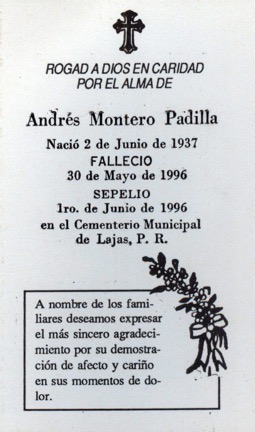 ROGAD A DIOS EN CARIDAD
POR EL ALMA DE
Andrés Montero Padilla
Nació 2 de Junio de 1937
FALLECIO
30 de Mayo de 1996
SEPELIO
1ro. de Junio de 1996
en el Cementerio Municipal
de Lajas, P. R.
A nombre de los fami-
liares deseamos expresar
el más sincero agradeci-
miento por su demostra-
ción de afecto y cariño
en sus momentos de do-
lor.